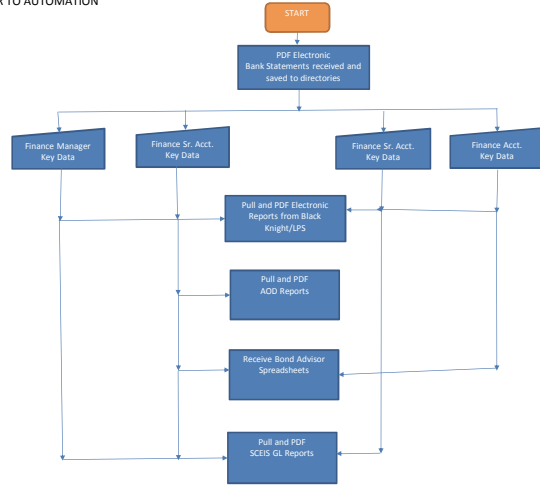 R TO AUTOMATION
START
PDF Electronic
Bank Statements received and
saved to directories
Finance Manager
Key Data
Finance Sr. Acct.
Key Data
Finance Sr. Acct.
Key Data
Finance Acct.
Key Data
Pull and PDF Electronic
Reports from Black
Knight/LPS
Pull and PDF
AOD Reports
Receive Bond Advisor
Spreadsheets
Pull and PDF
SCEIS GL Reports